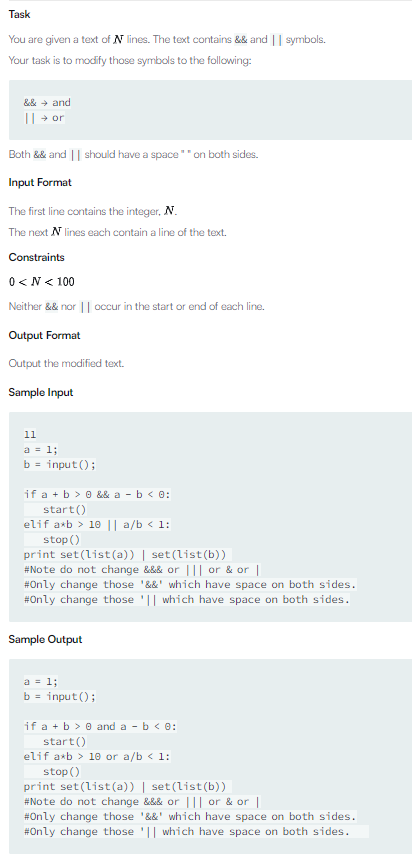 Task
You are given a text of N lines. The text contains && and || symbols.
Your task is to modify those symbols to the following:
&& → and
|| → or
Both && and || should have a space " " on both sides.
Input Format
The first line contains the integer, N.
The next N lines each contain a line of the text.
Constraints
0 < N < 100
Neither && nor || occur in the start or end of each line.
Output Format
Output the modified text.
Sample Input
11
a = 1;
b = input();
if a + b > 0 && a - b < 0:
    start()
elif a*b > 10 || a/b < 1:
    stop()
print set(list(a)) | set(list(b))
#Note do not change &&& or ||| or & or |
#Only change those '&&' which have space on both sides.
#Only change those '|| which have space on both sides.
Sample Output
a = 1;
b = input();
if a + b > 0 and a - b < 0:
    start()
elif a*b > 10 or a/b < 1:
    stop()
print set(list(a)) | set(list(b))
#Note do not change &&& or ||| or & or |
#Only change those '&&' which have space on both sides.
#Only change those '|| which have space on both sides.